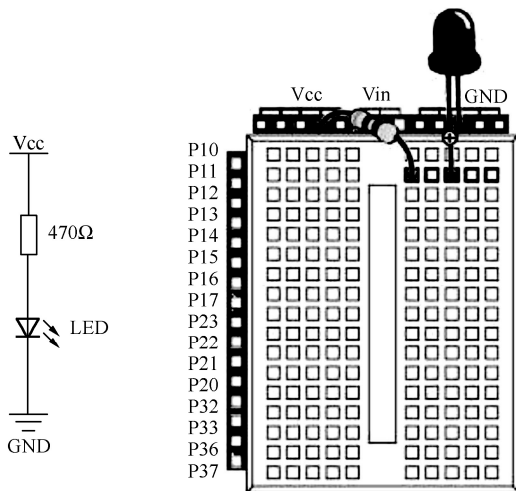 Vcc
470Ω
LED
GND
Vcc Vin GND
P10
P11
P12
P13
P14
P15
P16
P17
P23
P22
P21
P20
P32
P33
P36
P37